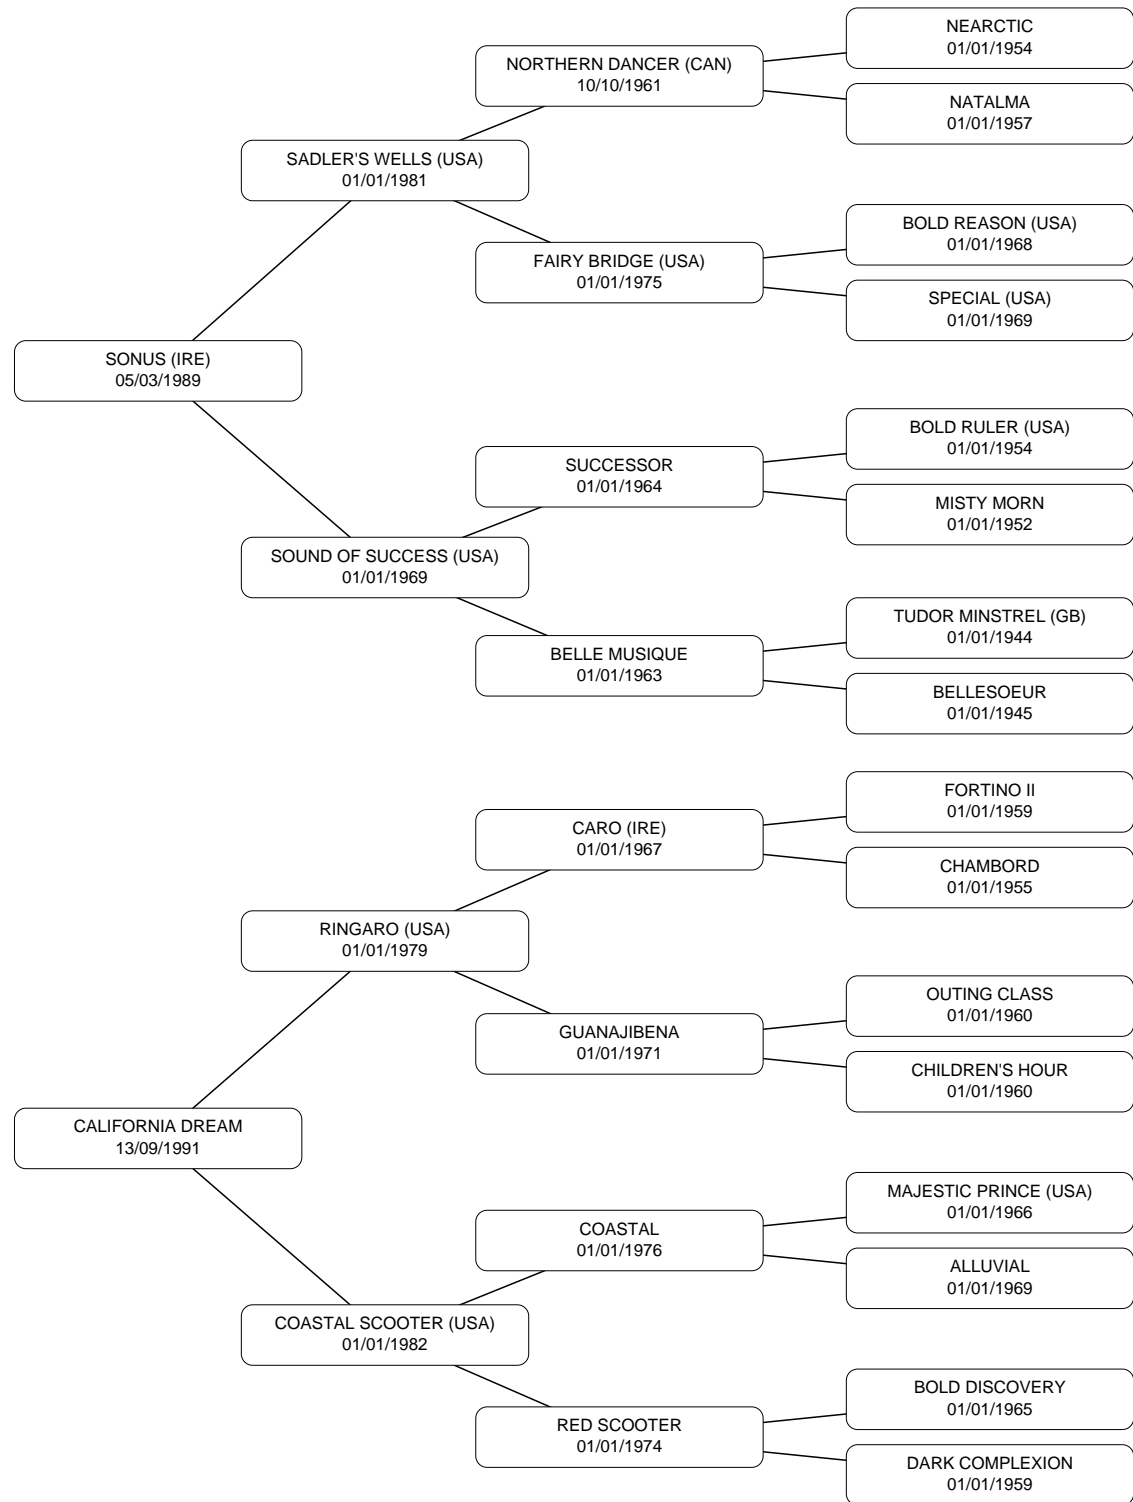 NEARCTIC
01/01/1954
NORTHERN DANCER (CAN)
10/10/1961
NATALMA
01/01/1957
SADLER'S WELLS (USA)
01/01/1981
BOLD REASON (USA)
01/01/1968
FAIRY BRIDGE (USA)
01/01/1975
SPECIAL (USA)
01/01/1969
SONUS (IRE)
05/03/1989
BOLD RULER (USA)
01/01/1954
SUCCESSOR
01/01/1964
MISTY MORN
01/01/1952
SOUND OF SUCCESS (USA)
01/01/1969
TUDOR MINSTREL (GB)
01/01/1944
BELLE MUSIQUE
01/01/1963
BELLESOEUR
01/01/1945
FORTINO II
01/01/1959
CARO (IRE)
01/01/1967
CHAMBORD
01/01/1955
RINGARO (USA)
01/01/1979
OUTING CLASS
01/01/1960
GUANAJIBENA
01/01/1971
CHILDREN'S HOUR
01/01/1960
CALIFORNIA DREAM
13/09/1991
MAJESTIC PRINCE (USA)
01/01/1966
COASTAL
01/01/1976
ALLUVIAL
01/01/1969
COASTAL SCOOTER (USA)
01/01/1982
BOLD DISCOVERY
01/01/1965
RED SCOOTER
01/01/1974
DARK COMPLEXION
01/01/1959